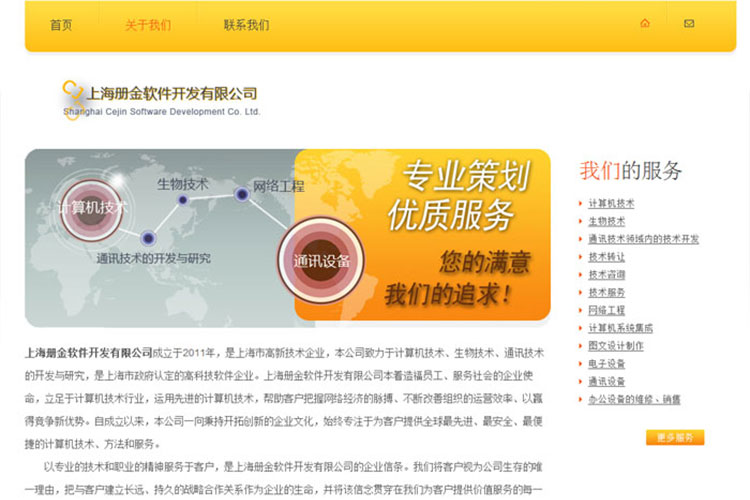 首页 关于我们 联系我们
上海册金软件开发有限公司
Shanghai Cejin Software Development Co. Ltd.
计算机技术
生物技术
网络工程
通讯技术的开发与研究
通讯设备
专业策划
优质服务
您的满意
我们的追求！
上海册金软件开发有限公司成立于2011年，是上海市高新技术企业，本公司致力于计算机技术、生物技术、通讯技术
的开发与研究，是上海市政府认定的高科技软件企业。上海册金软件开发有限公司本着造福员工、服务社会的企业使
命，立足于计算机技术行业，运用先进的计算机技术，帮助客户把握网络经济的脉搏、不断改善组织的运营效率、以赢
得竞争新优势。自成立以来，本公司一向秉持开拓创新的企业文化，始终专注于为客户提供全球最先进、最安全、最便
捷的计算机技术、方法和服务。
以专业的技术和职业的精神服务于客户，是上海册金软件开发有限公司的企业信条。我们将客户视为公司生存的唯
一理由，把与客户建立长远、持久的战略合作关系作为企业的生命，并将该信念贯穿在我们为客户提供价值服务的每一
我们的服务
计算机技术
生物技术
通讯技术领域内的技术开发
技术转让
技术咨询
技术服务
网络工程
计算机系统集成
图文设计制作
电子设备
通讯设备
办公设备的维修、销售
更多服务